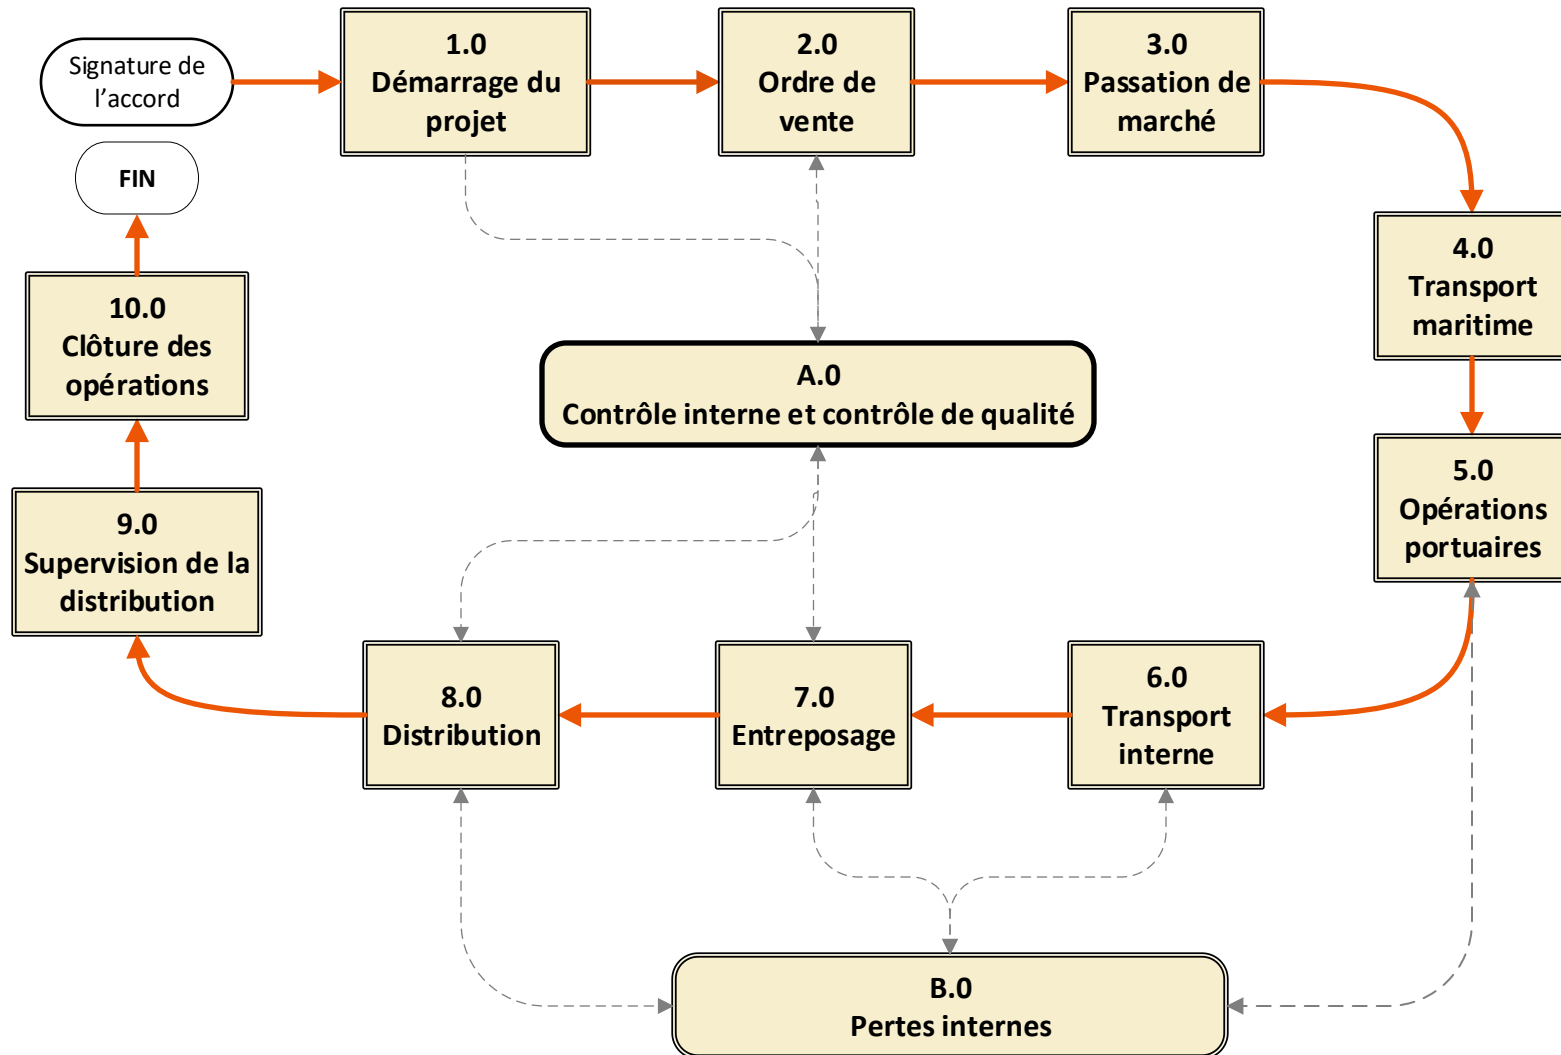 Signature de
l’accord
1.0
Démarrage du
projet
2.0
Ordre de
vente
3.0
Passation de
marché
FIN
4.0
Transport
maritime
10.0
Clôture des
opérations
A.0
Contrôle interne et contrôle de qualité
5.0
Opérations
portuaires
9.0
Supervision de la
distribution
8.0
Distribution
7.0
Entreposage
6.0
Transport
interne
B.0
Pertes internes